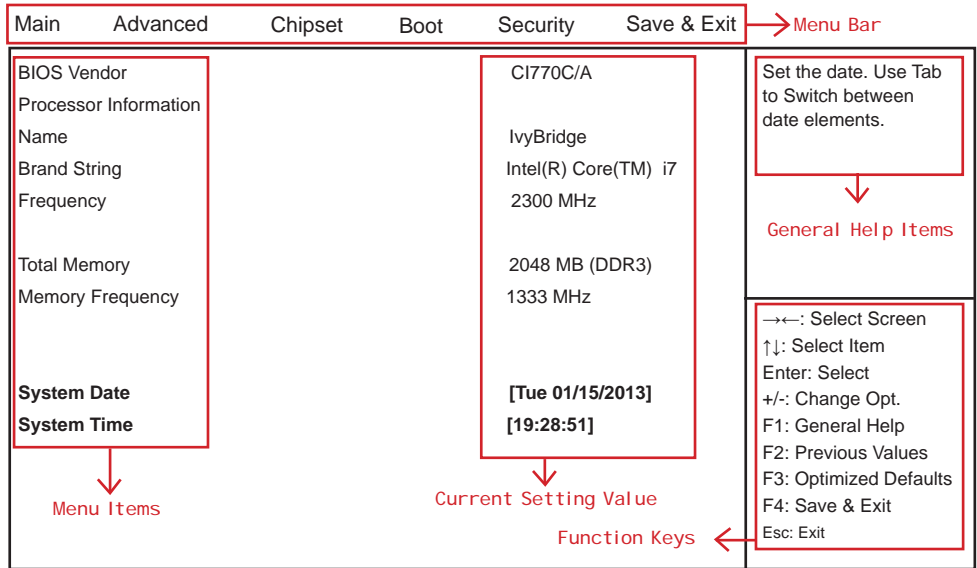 Main Advanced Chipset Boot Security Save & Exit Menu Bar
BIOS Vendor CI770C/A
Processor Information
Name IvyBridge
Brand String Intel(R) Core(TM) i7
Frequency 2300 MHz
Total Memory 2048 MB (DDR3)
Memory Frequency 1333 MHz
System Date [Tue 01/15/2013]
System Time [19:28:51]
Menu Items
Current Setting Value
Set the date. Use Tab
to Switch between
date elements.
General Help Items
→←: Select Screen
↑↓: Select Item
Enter: Select
+/-: Change Opt.
F1: General Help
F2: Previous Values
F3: Optimized Defaults
F4: Save & Exit
Esc: Exit
Function Keys